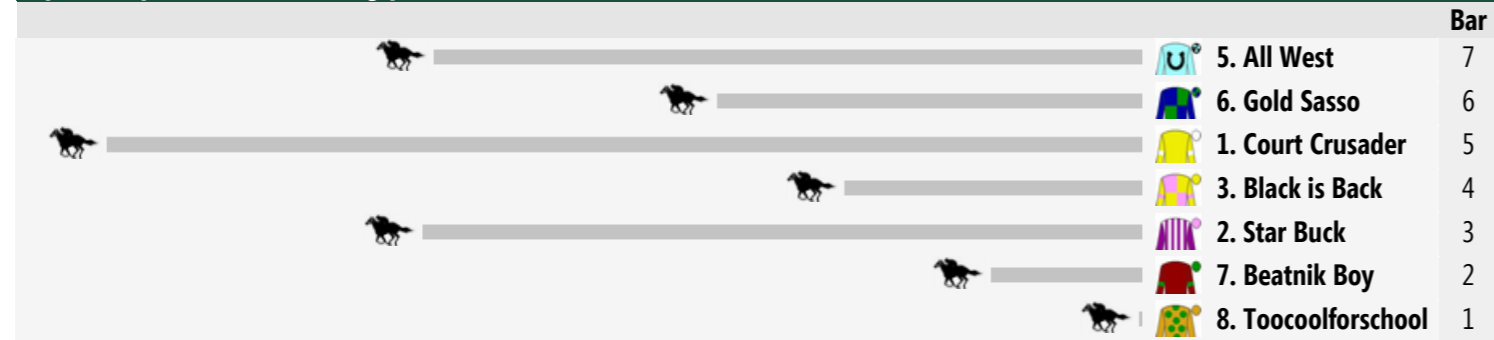 Bar
5. All West 7
6. Gold Sasso 6
1. Court Crusader 5
3. Black is Back 4
2. Star Buck 3
7. Beatnik Boy 2
8. Toocoolforschool 1